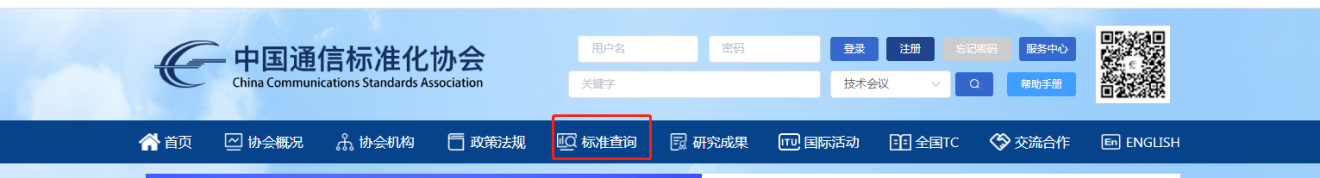 中国通信标准化协会
China Communications Standards Association
用户名 密码 登录 注册 忘记密码 服务中心
关键字 技术会议 帮助手册
首页 协会概况 协会机构 政策法规 标准查询 研究成果 ITU 国际活动 全国TC 交流合作 En ENGLISH